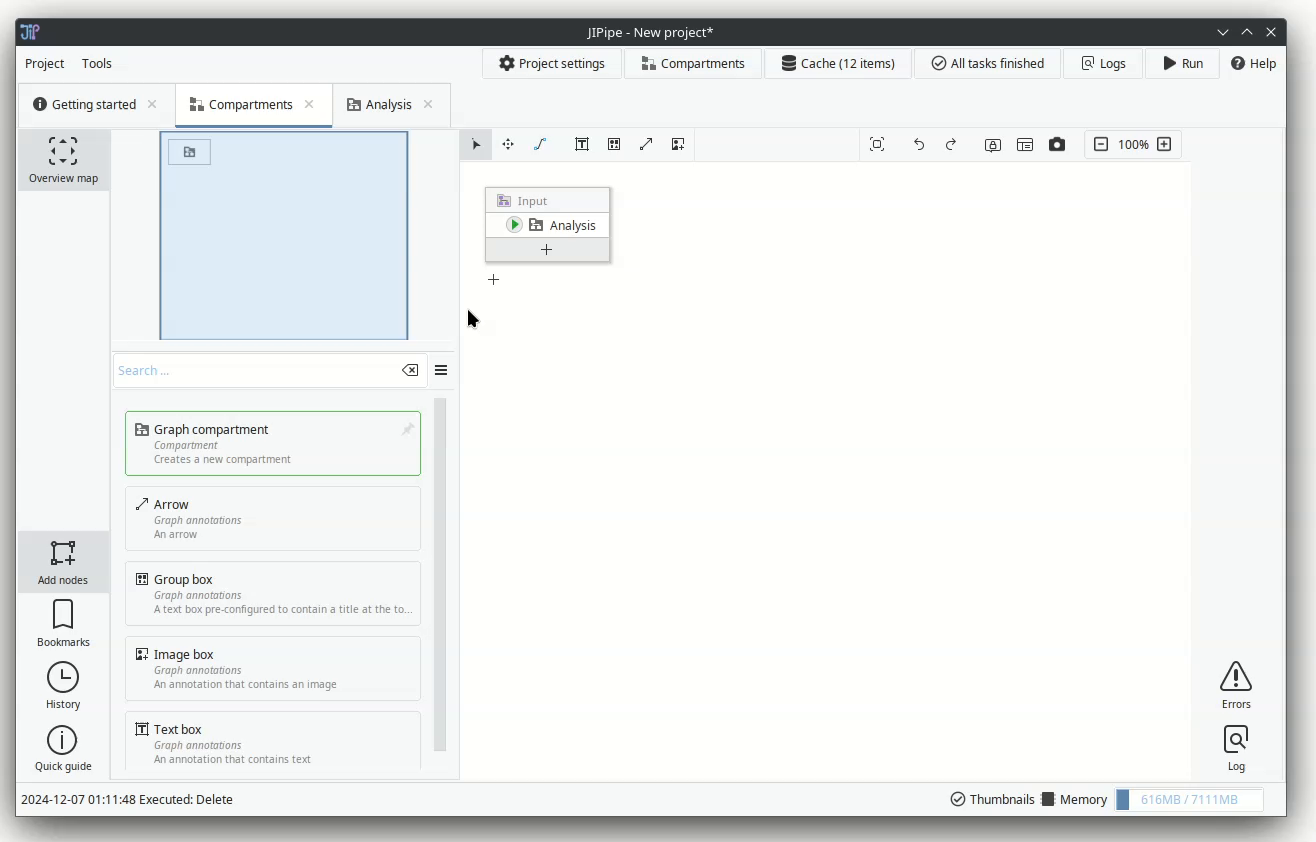 JIPipe - New project*
Project Tools Project settings Compartments Cache (12 items) All tasks finished Logs Run Help
Getting started Compartments Analysis
Overview map
100%
Input
Analysis
Search ...
Graph compartment
Compartment
Creates a new compartment
Arrow
Graph annotations
An arrow
Group box
Graph annotations
A text box pre-configured to contain a title at the to...
Image box
Graph annotations
An annotation that contains an image
Text box
Graph annotations
An annotation that contains text
Add nodes
Bookmarks
History
Quick guide
Errors
Log
2024-12-07 01:11:48 Executed: Delete Thumbnails Memory 616MB / 7111MB